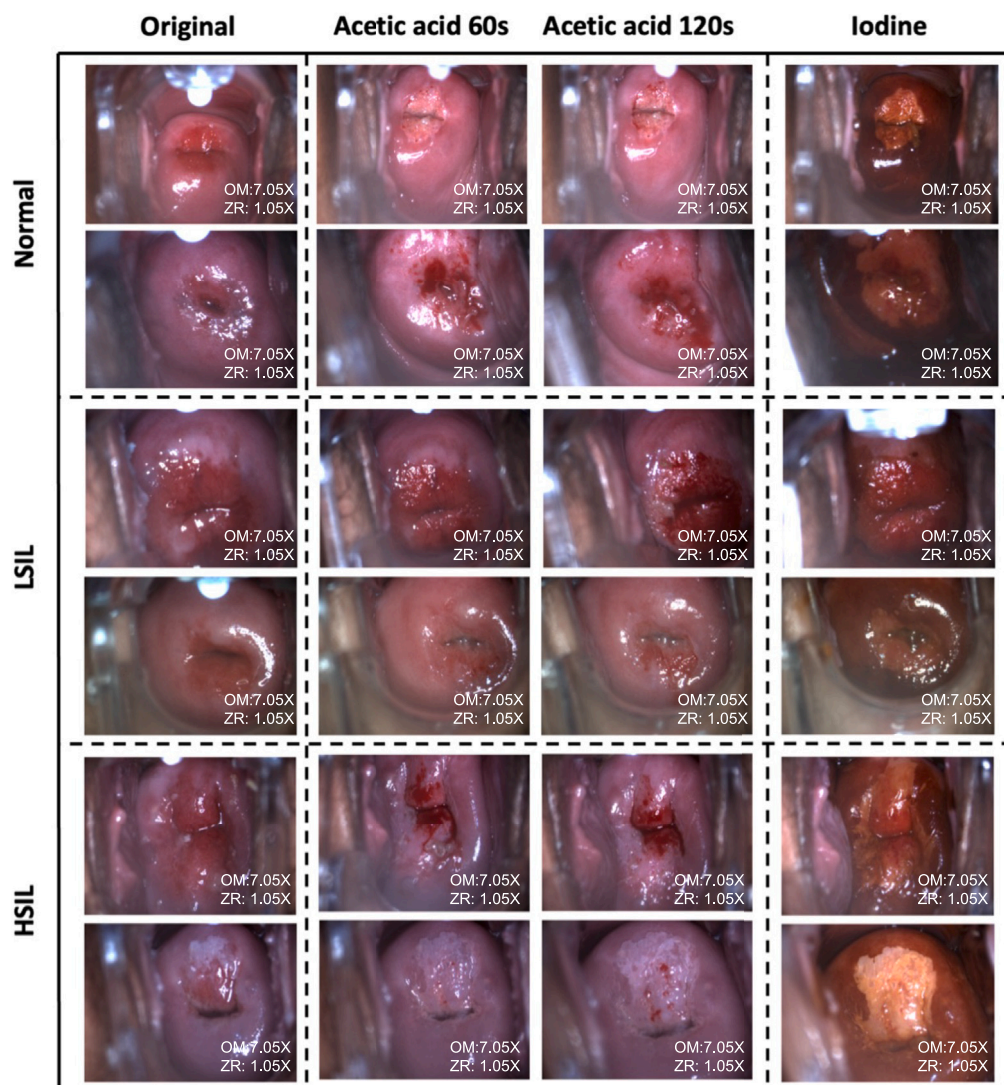 Original Acetic acid 60s Acetic acid 120s Iodine
Normal
OM:7.05X OM:7.05X OM:7.05X OM:7.05X
ZR: 1.05X ZR: 1.05X ZR: 1.05X ZR: 1.05X
OM:7.05X OM:7.05X OM:7.05X OM:7.05X
ZR: 1.05X ZR: 1.05X ZR: 1.05X ZR: 1.05X
LSIL
OM:7.05X OM:7.05X OM:7.05X OM:7.05X
ZR: 1.05X ZR: 1.05X ZR: 1.05X ZR: 1.05X
OM:7.05X OM:7.05X OM:7.05X OM:7.05X
ZR: 1.05X ZR: 1.05X ZR: 1.05X ZR: 1.05X
HSIL
OM:7.05X OM:7.05X OM:7.05X OM:7.05X
ZR: 1.05X ZR: 1.05X ZR: 1.05X ZR: 1.05X
OM:7.05X OM:7.05X OM:7.05X OM:7.05X
ZR: 1.05X ZR: 1.05X ZR: 1.05X ZR: 1.05X